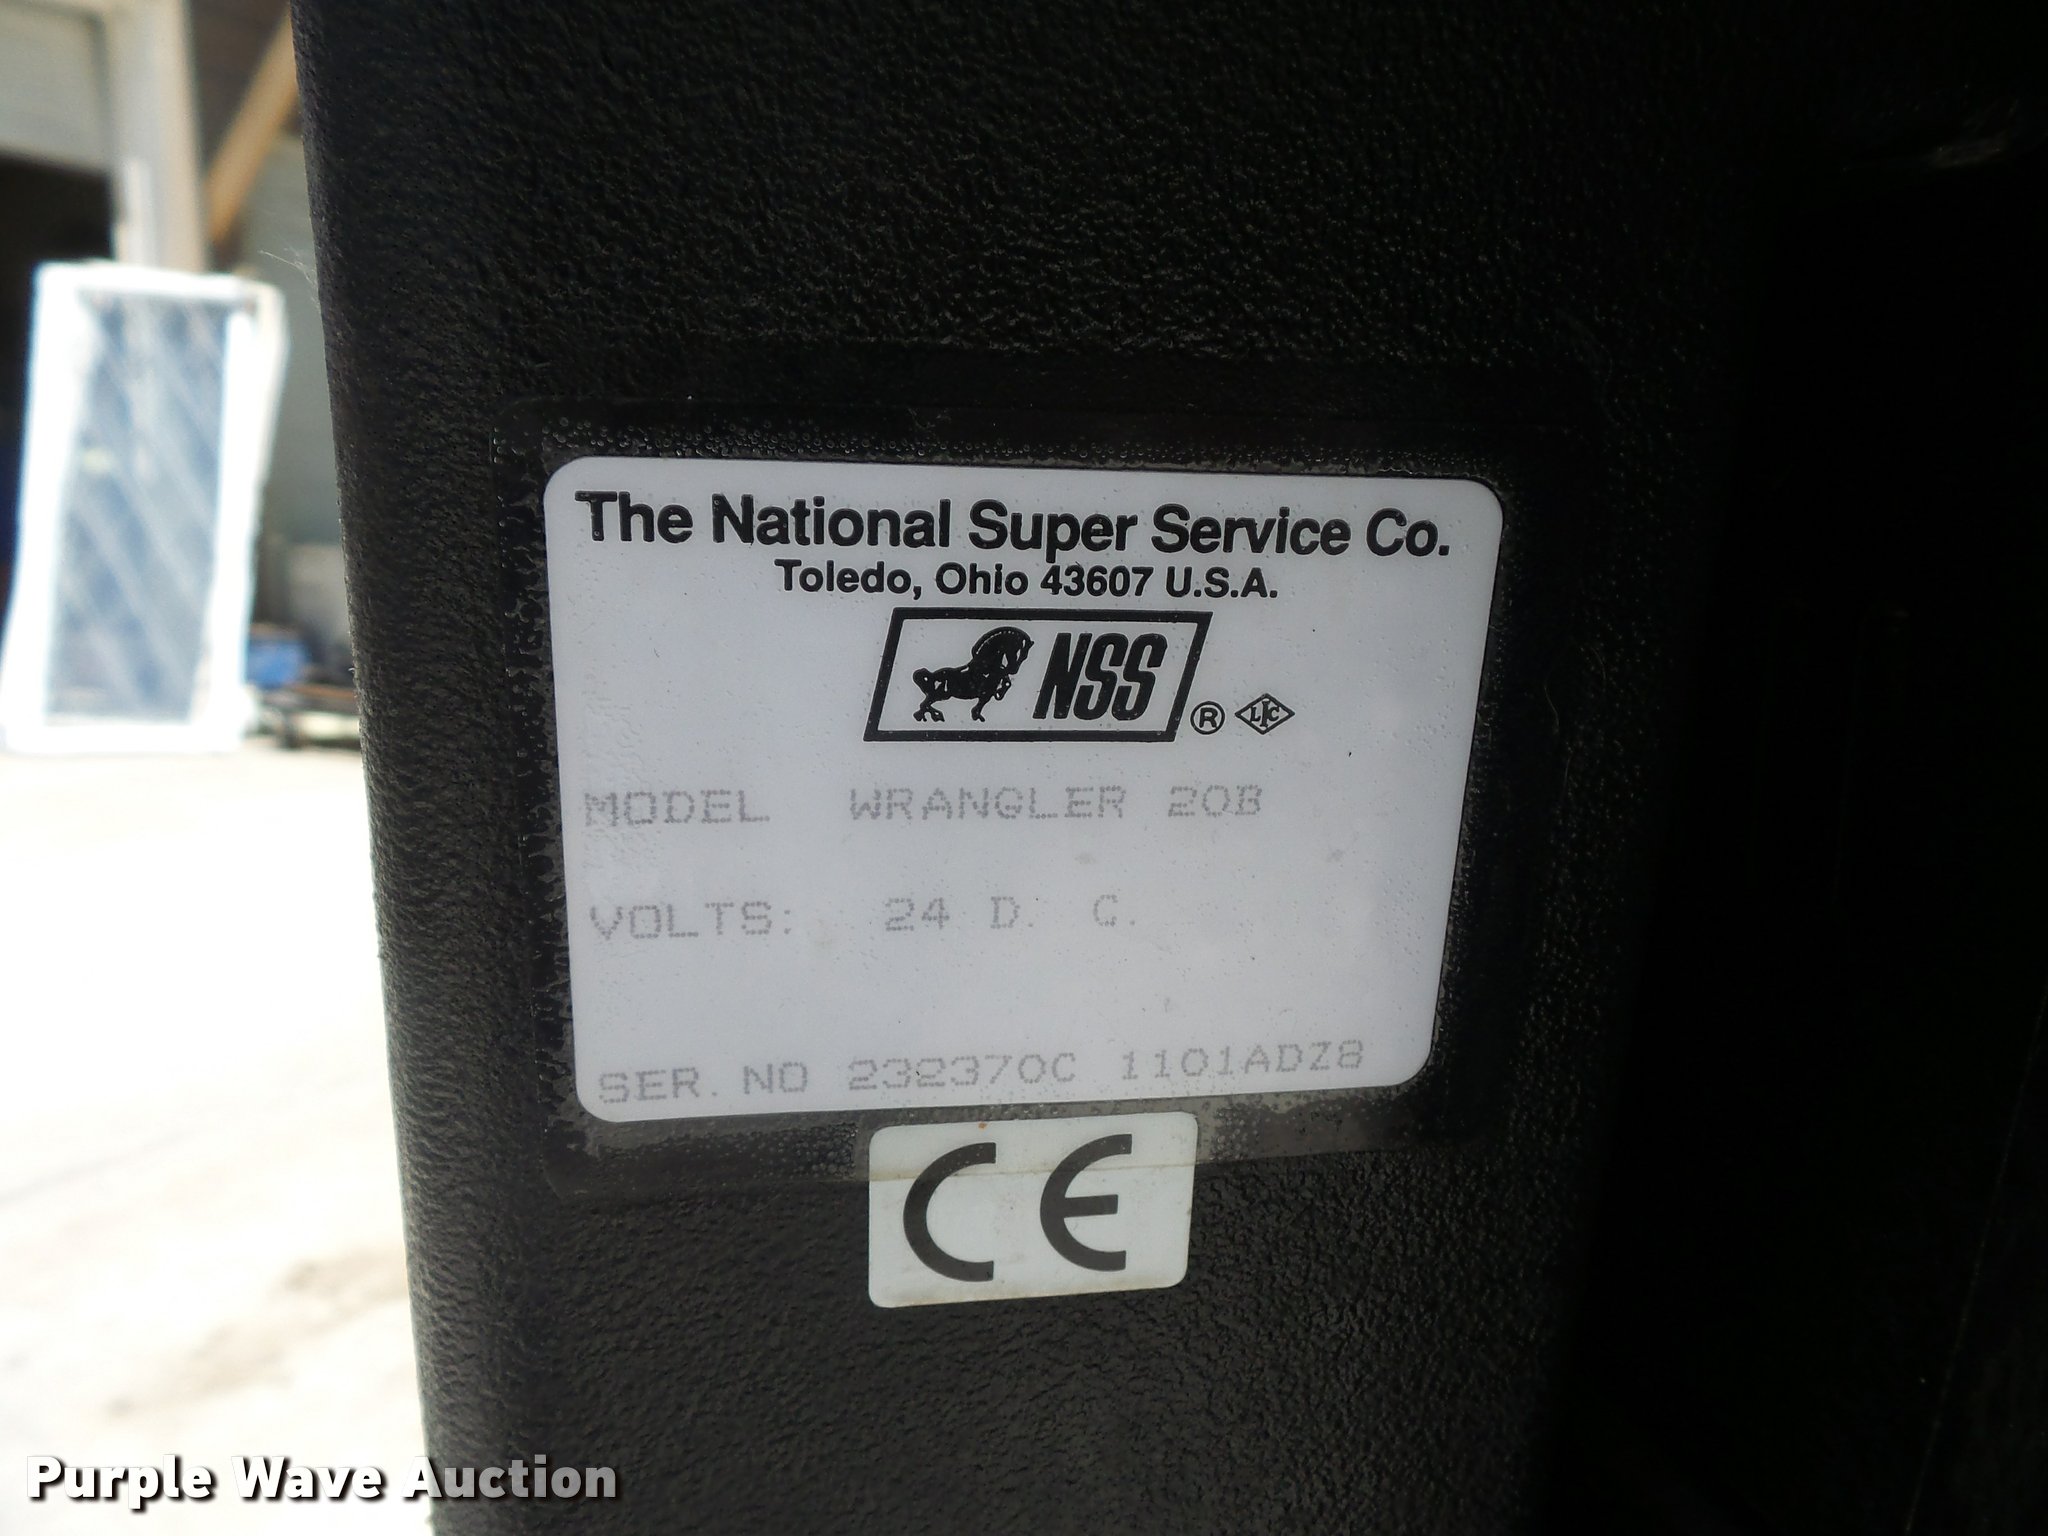 The National Super Service Co.
Toledo, Ohio 43607 U.S.A.
NSS ® LIC
MODEL WRANGLER 20B
VOLTS: 24 D. C.
SER. NO 232370C 1101ADZ8
CE
Purple Wave Auction